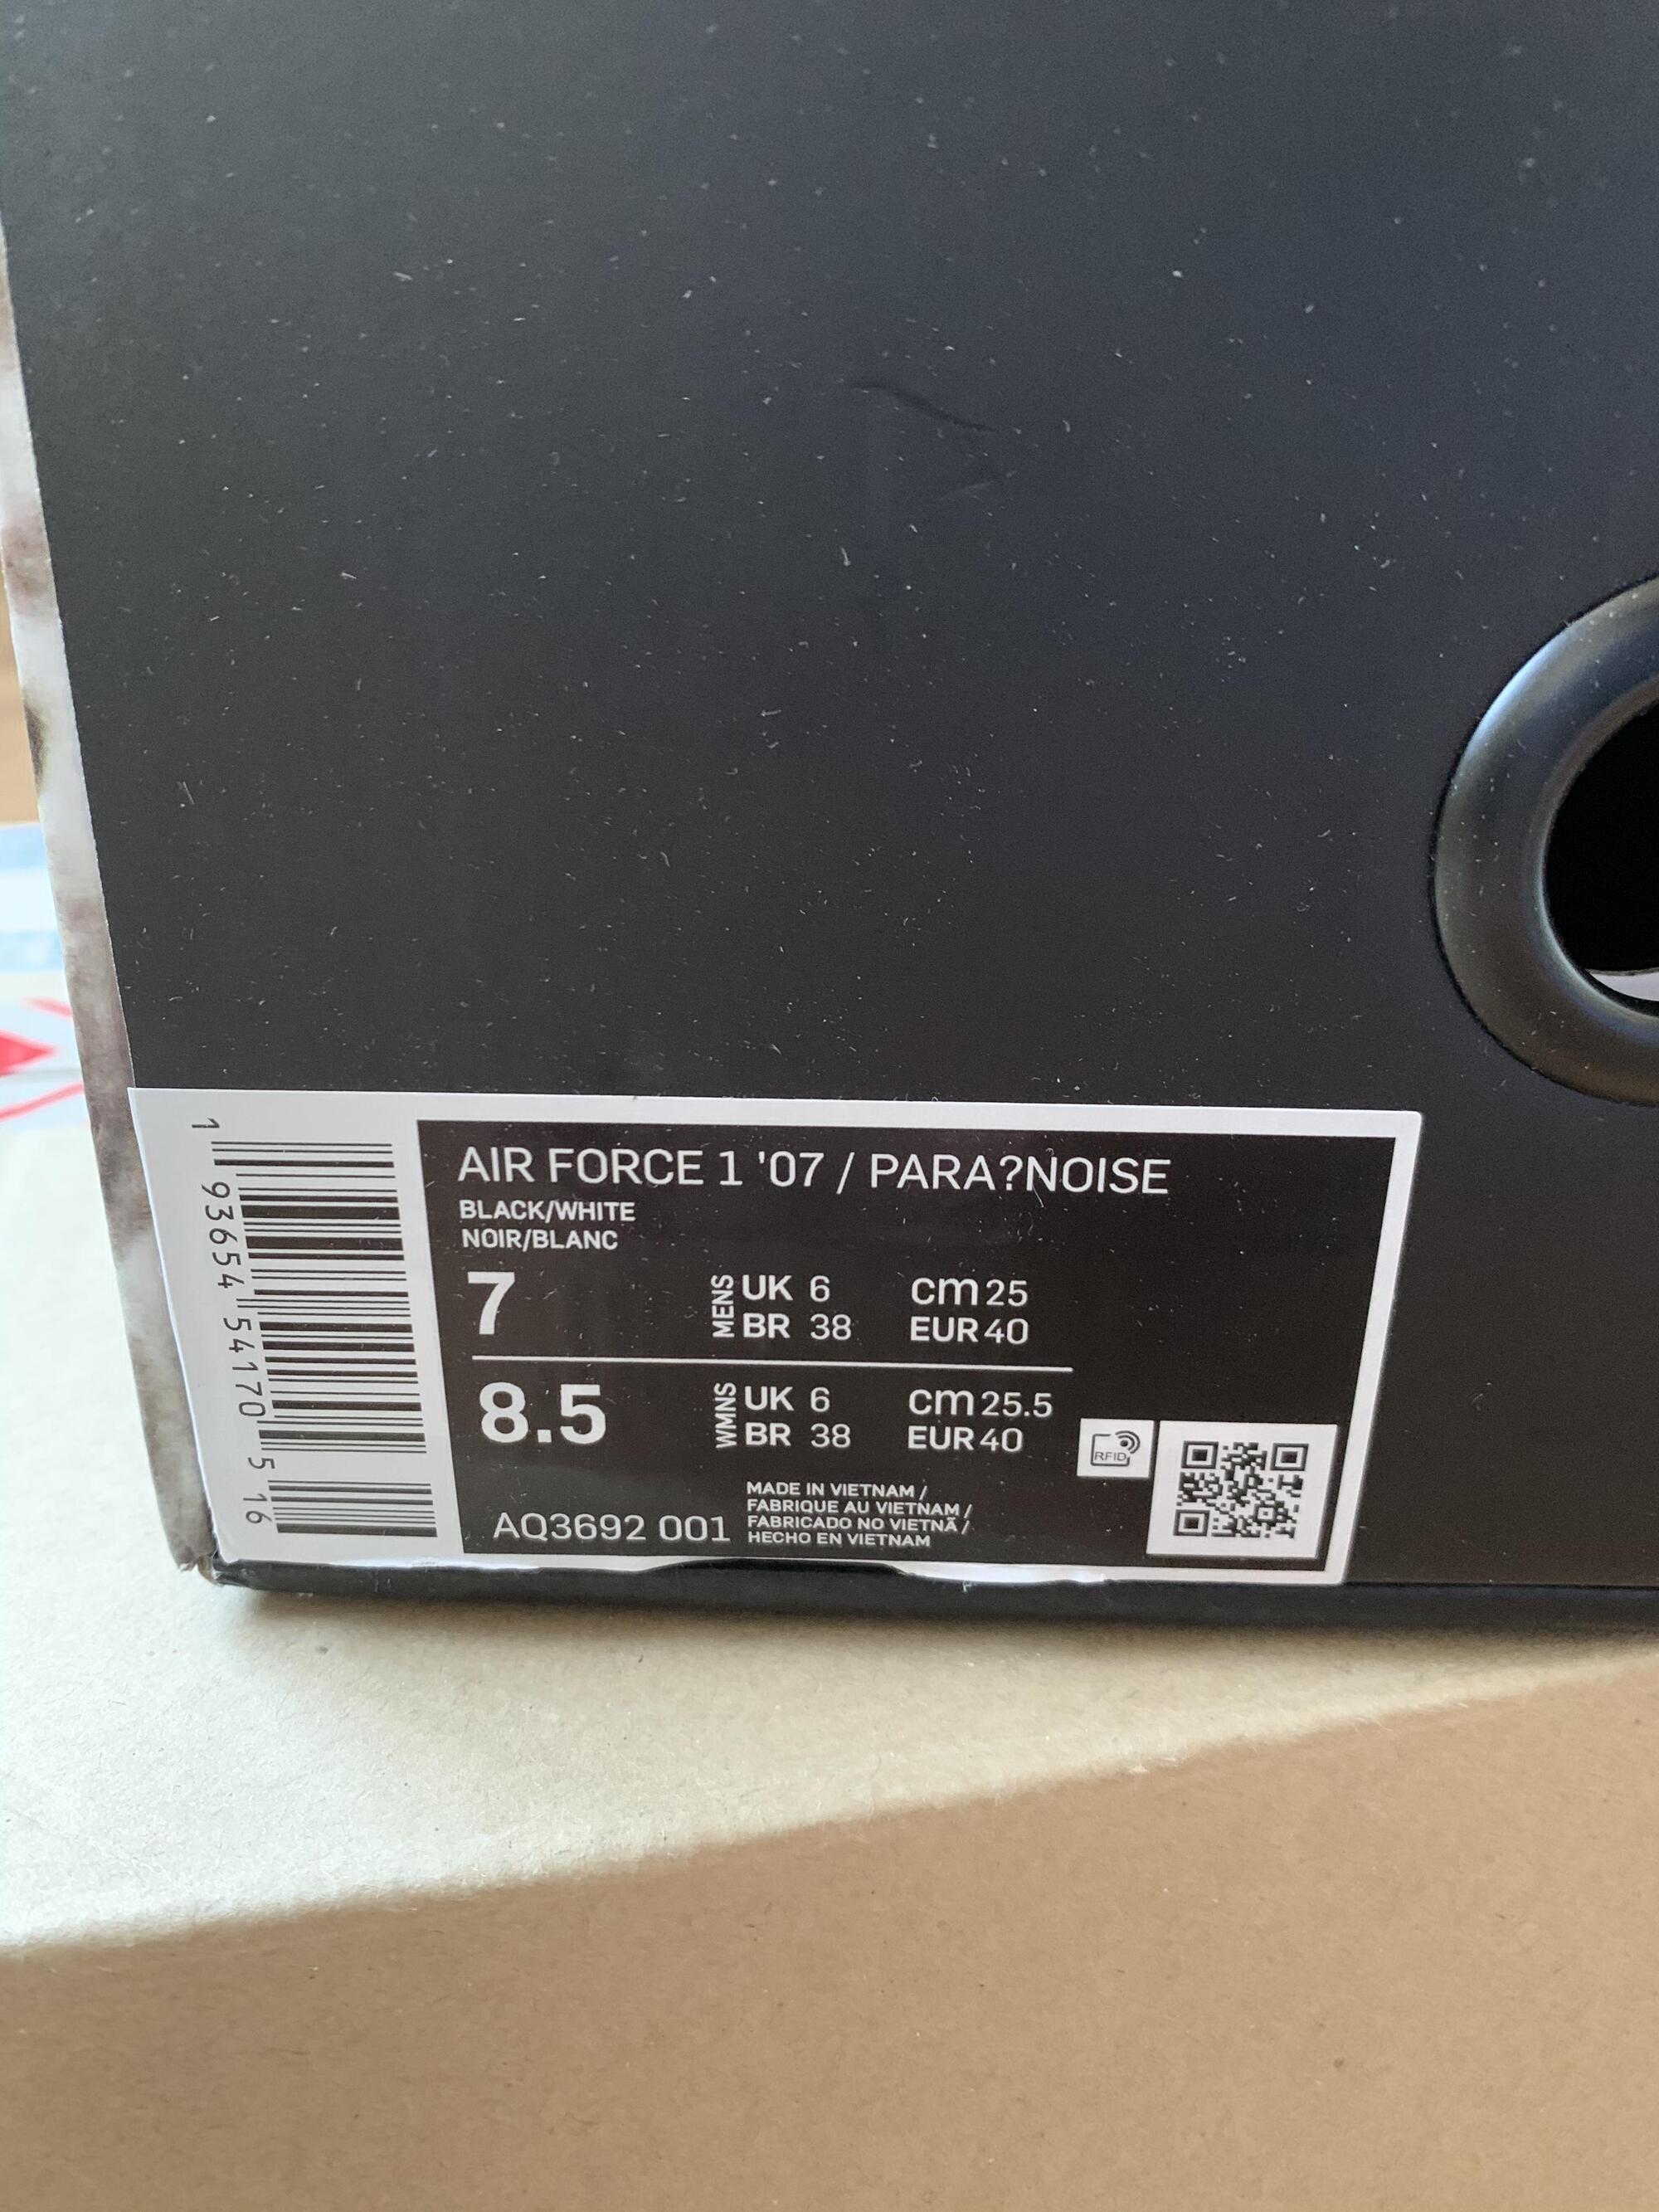 AIR FORCE 1 '07 / PARA?NOISE
BLACK/WHITE
NOIR/BLANC
7 MENS UK 6 cm 25
BR 38 EUR 40
8.5 WMNS UK 6 cm 25.5
BR 38 EUR 40
RFID
MADE IN VIETNAM /
FABRIQUE AU VIETNAM /
FABRICADO NO VIETNÃ /
HECHO EN VIETNAM
AQ3692 001
1 93654 54170 5 16